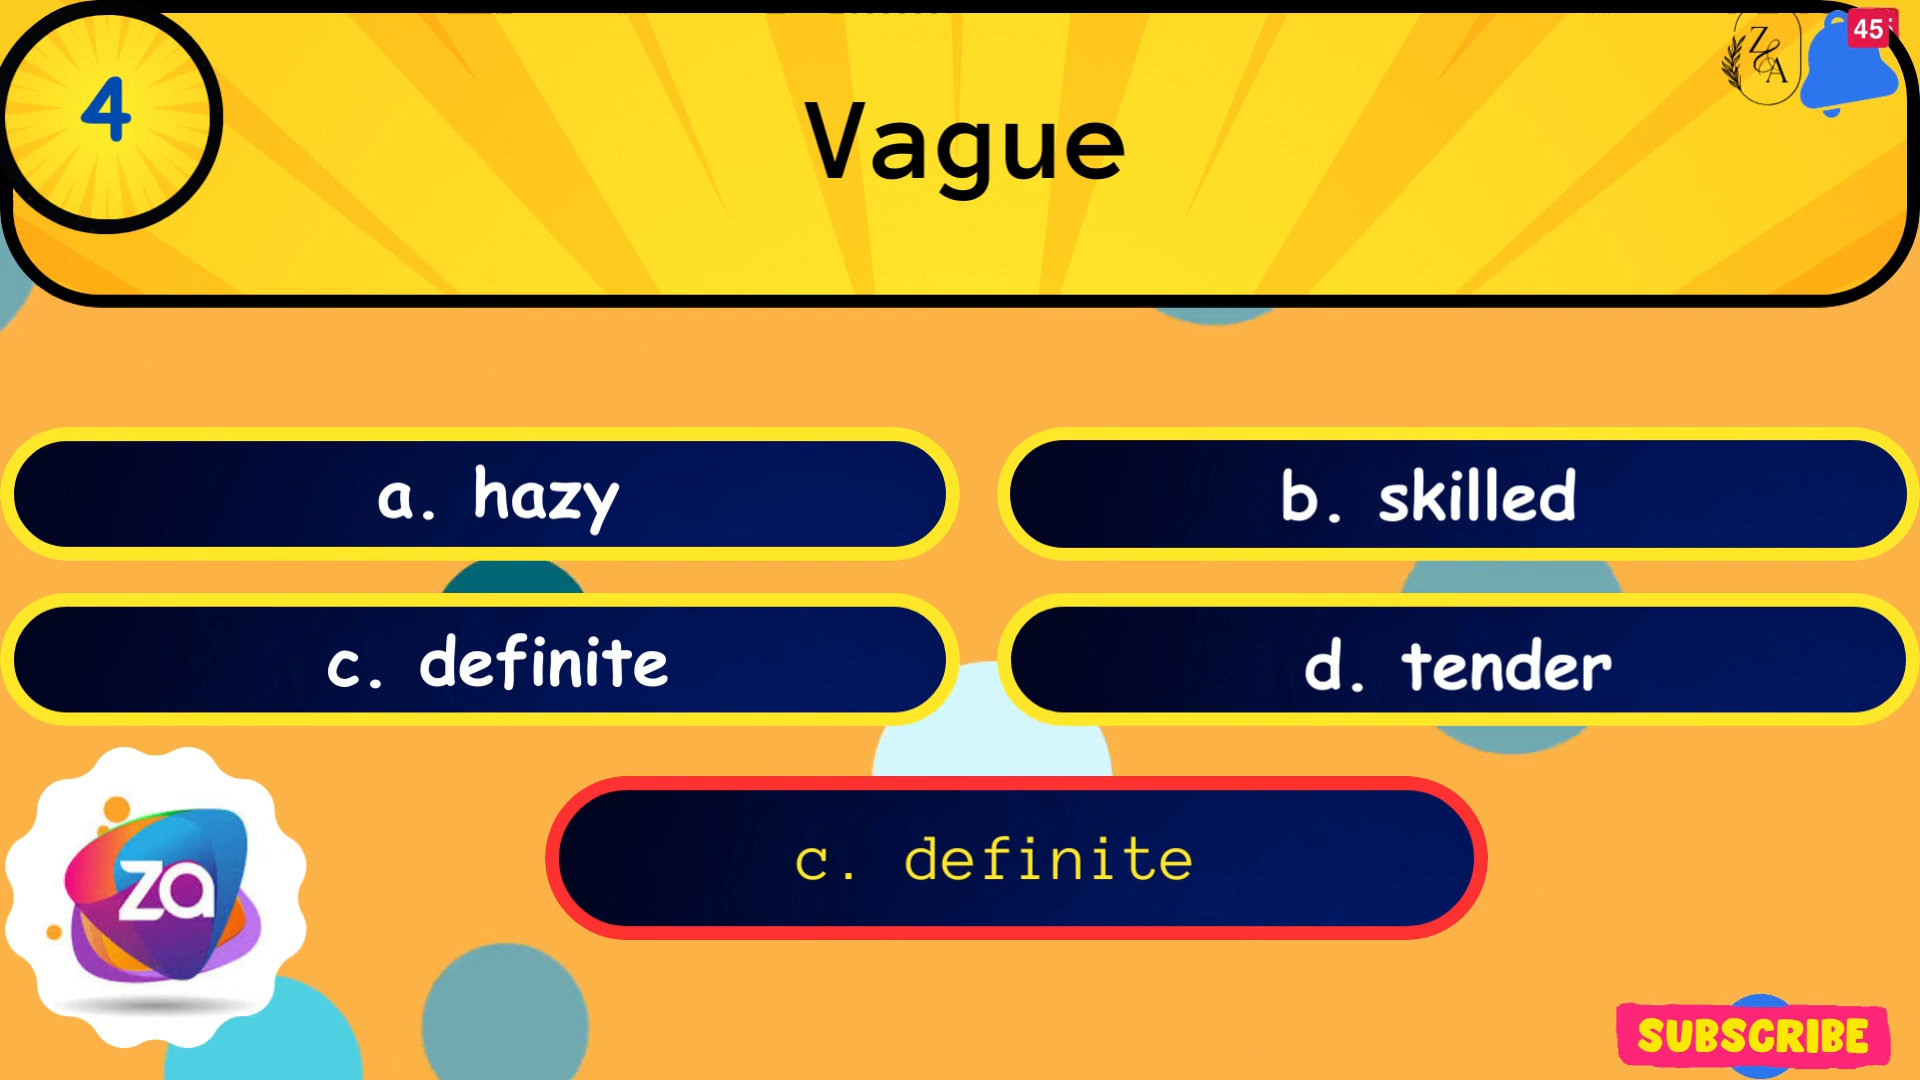 4
Vague
Z&A
45
a. hazy
b. skilled
c. definite
d. tender
za
c. definite
SUBSCRIBE